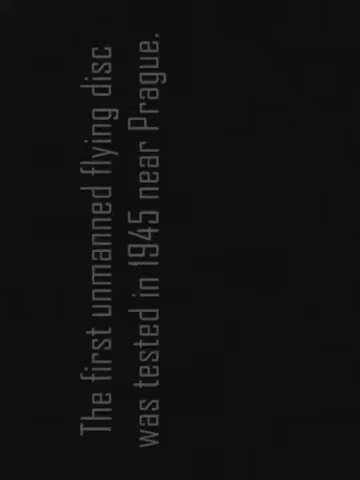 The first unmanned flying disc
was tested in 1945 near Prague.